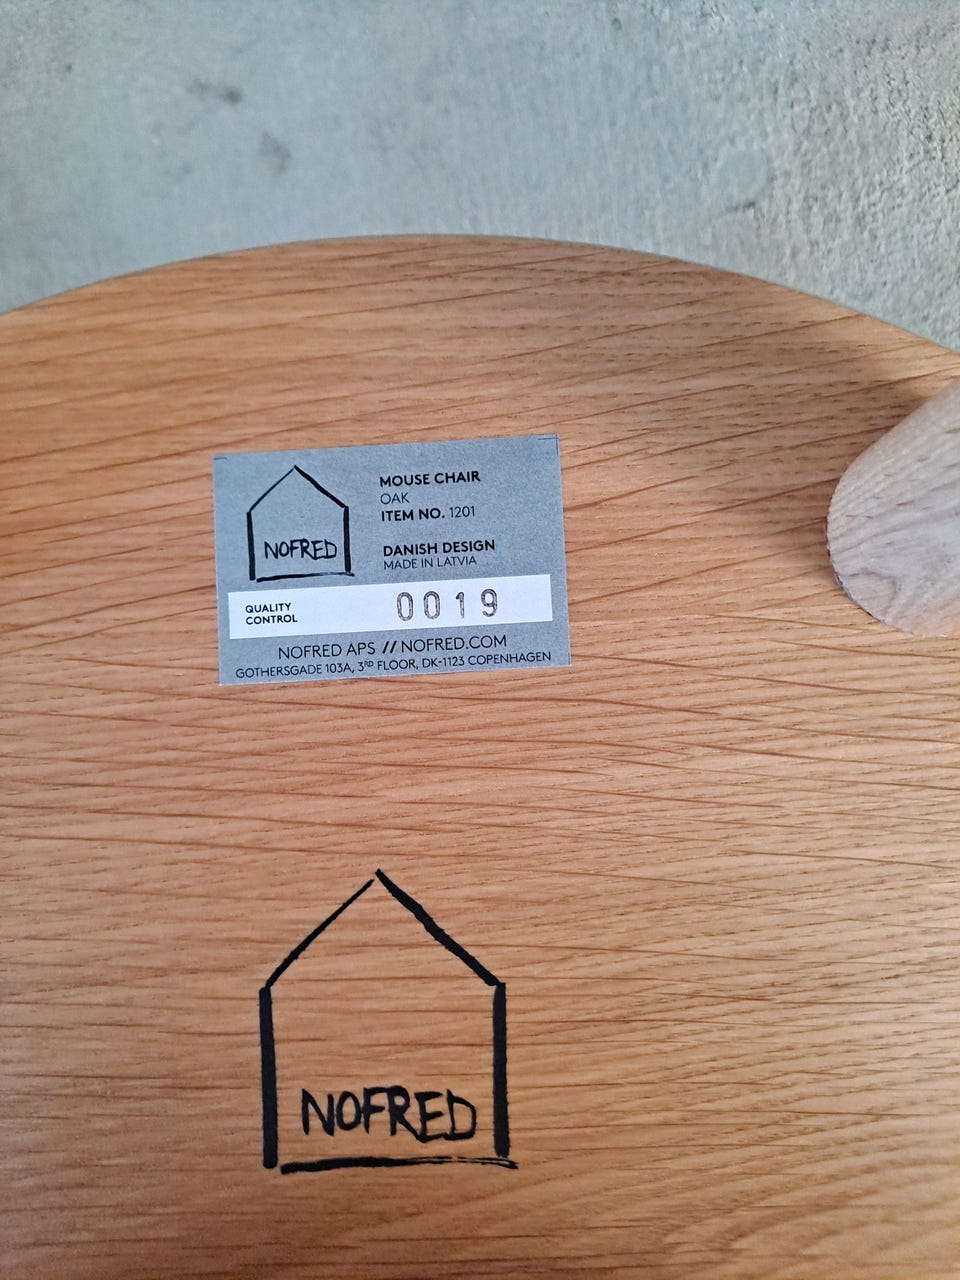 NOFRED
MOUSE CHAIR
OAK
ITEM NO. 1201
DANISH DESIGN
MADE IN LATVIA
QUALITY
CONTROL
0019
NOFRED APS // NOFRED.COM
GOTHERSGADE 103A, 3RD FLOOR, DK-1123 COPENHAGEN
NOFRED